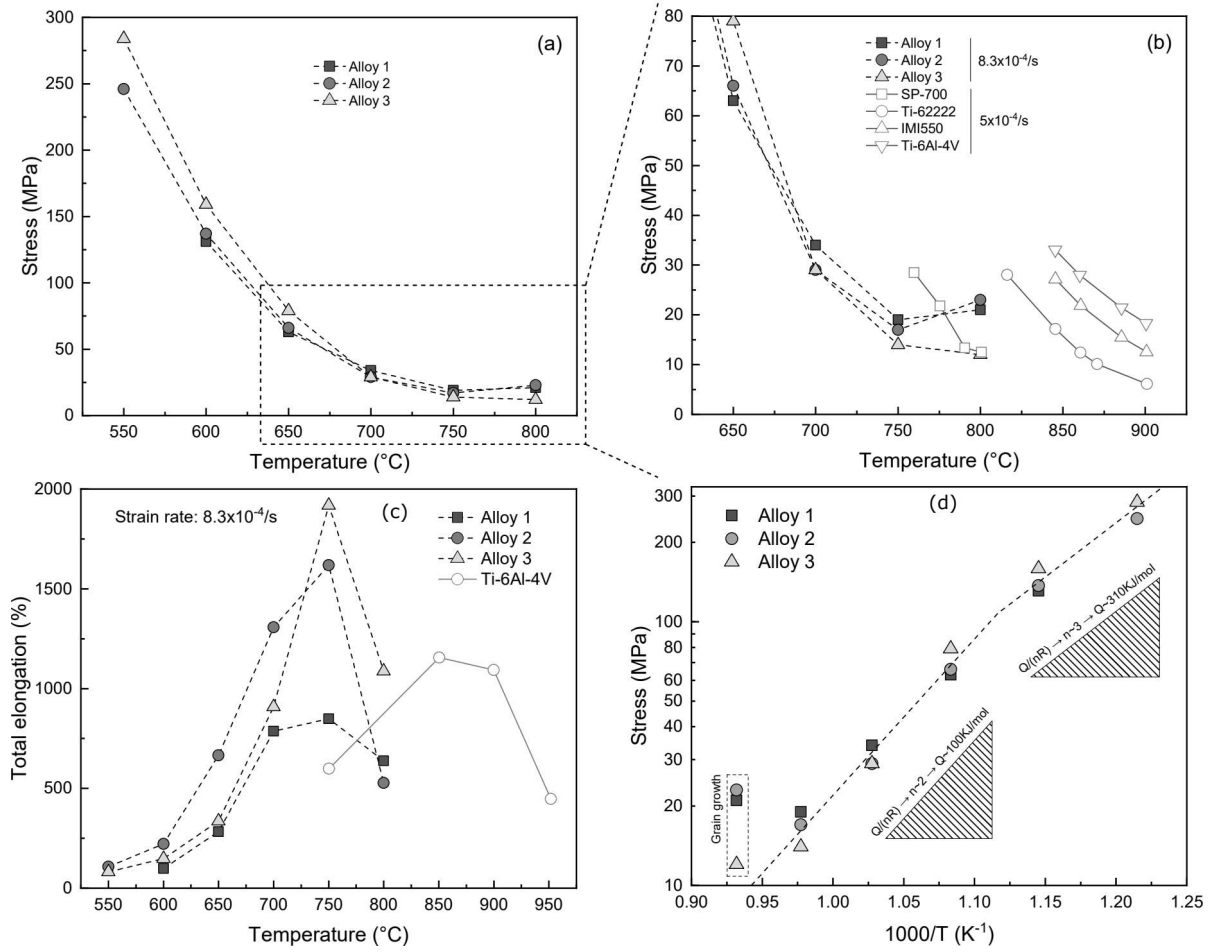 (a)
Alloy 1
Alloy 2
Alloy 3
Stress (MPa)
300
250
200
150
100
50
0
550 600 650 700 750 800
Temperature (°C)
(b)
Alloy 1
Alloy 2
Alloy 3
8.3x10⁻⁴/s
SP-700
Ti-62222
IMI550
Ti-6Al-4V
5x10⁻⁴/s
Stress (MPa)
80
70
60
50
40
30
20
10
0
650 700 750 800 850 900
Temperature (°C)
(c)
Strain rate: 8.3x10⁻⁴/s
Alloy 1
Alloy 2
Alloy 3
Ti-6Al-4V
Total elongation (%)
2000
1500
1000
500
0
550 600 650 700 750 800 850 900 950
Temperature (°C)
(d)
Alloy 1
Alloy 2
Alloy 3
Stress (MPa)
300
200
100
80
60
50
40
30
20
10
Grain growth
Q/(nR) → n~2 → Q~100KJ/mol
Q/(nR) → n~3 → Q~310KJ/mol
0.90 0.95 1.00 1.05 1.10 1.15 1.20 1.25
1000/T (K⁻¹)